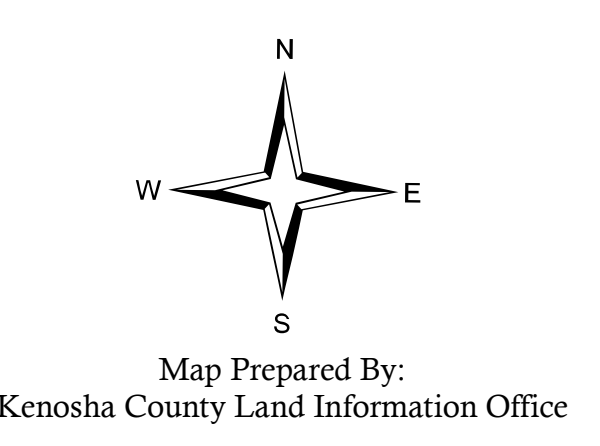 N
W E
S
Map Prepared By:
Kenosha County Land Information Office